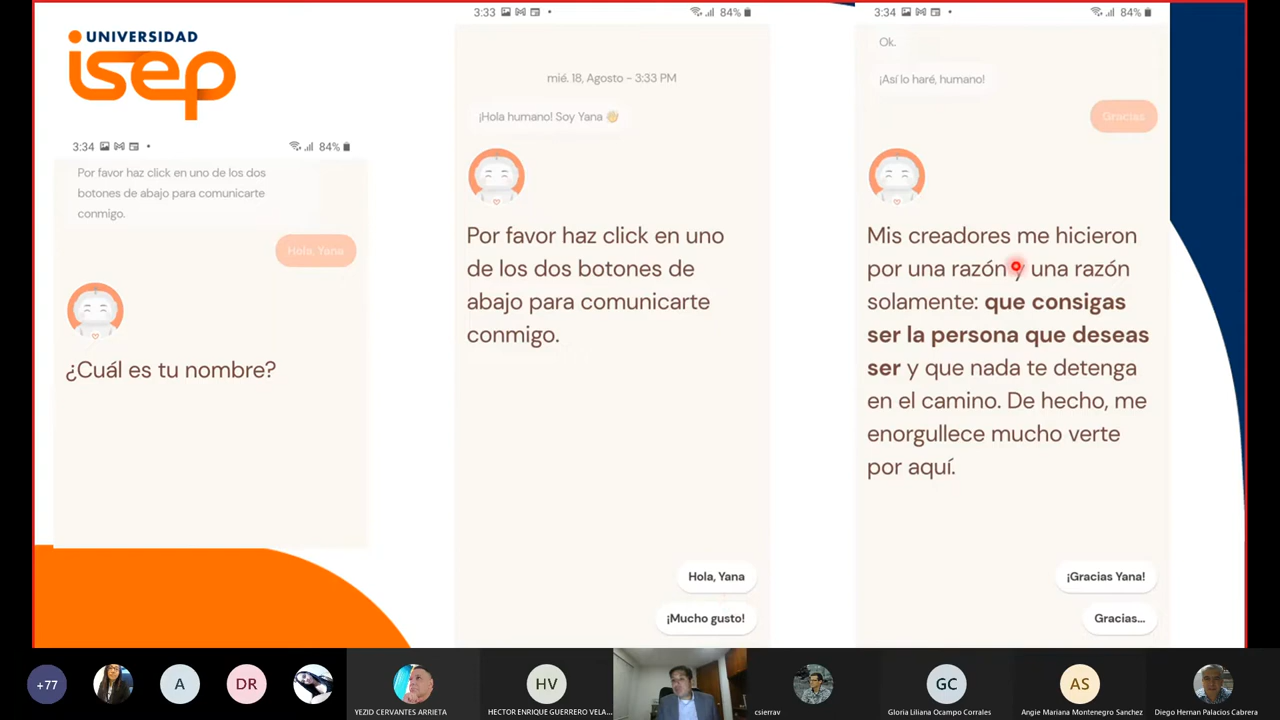 UNIVERSIDAD
isep
3:34
84%
Por favor haz click en uno de los dos
botones de abajo para comunicarte
conmigo.
Hola, Yana
¿Cuál es tu nombre?
3:33
84%
mié. 18, Agosto - 3:33 PM
¡Hola humano! Soy Yana 👋
Por favor haz click en uno
de los dos botones de
abajo para comunicarte
conmigo.
Hola, Yana
¡Mucho gusto!
3:34
84%
Ok.
¡Así lo haré, humano!
Gracias
Mis creadores me hicieron
por una razón y una razón
solamente: que consigas
ser la persona que deseas
ser y que nada te detenga
en el camino. De hecho, me
enorgullece mucho verte
por aquí.
¡Gracias Yana!
Gracias...
+77
A
DR
YEZID CERVANTES ARRIETA
HV
HECTOR ENRIQUE GUERRERO VELA...
csierrav
GC
Gloria Liliana Ocampo Corrales
AS
Angie Mariana Montenegro Sanchez
Diego Hernan Palacios Cabrera